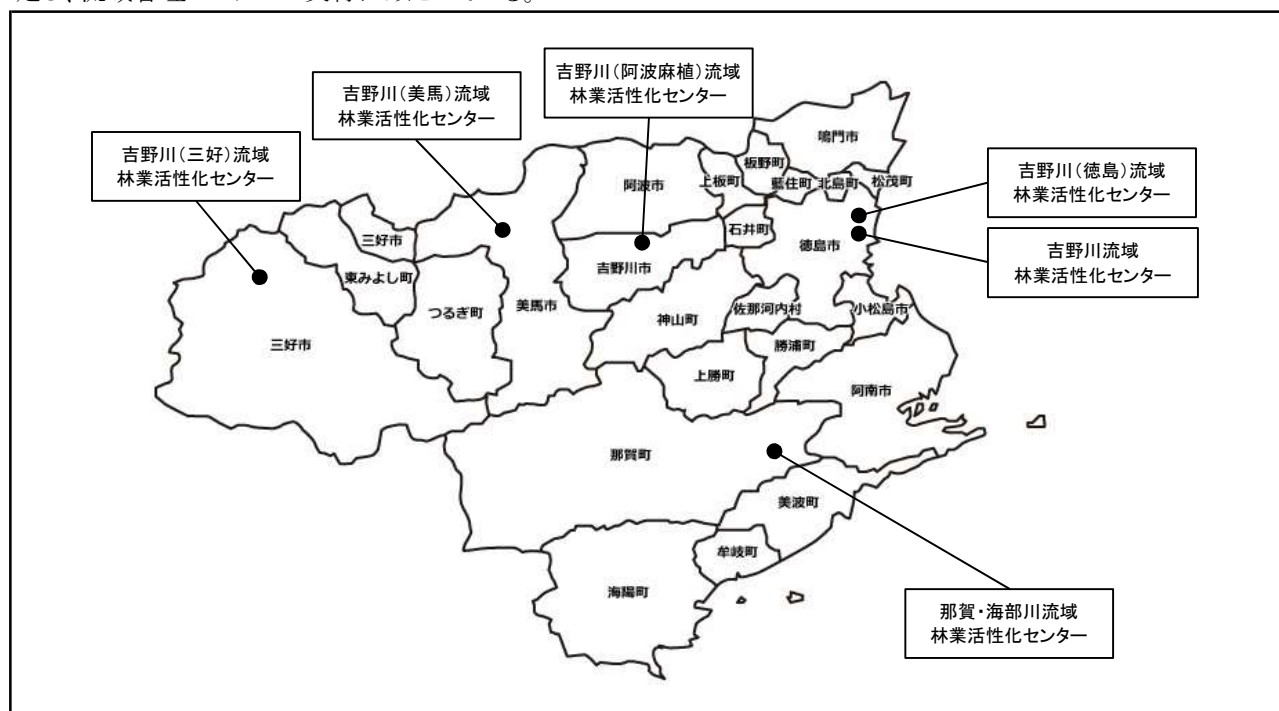 吉野川(阿波麻植)流域
林業活性化センター
吉野川(美馬)流域
林業活性化センター
吉野川(三好)流域
林業活性化センター
吉野川(徳島)流域
林業活性化センター
吉野川流域
林業活性化センター
鳴門市
板野町
上板町
藍住町
北島町
松茂町
阿波市
石井町
徳島市
三好市
吉野川市
東みよし町
美馬市
つるぎ町
神山町
佐那河内村
小松島市
三好市
勝浦町
上勝町
阿南市
那賀町
美波町
牟岐町
海陽町
那賀・海部川流域
林業活性化センター